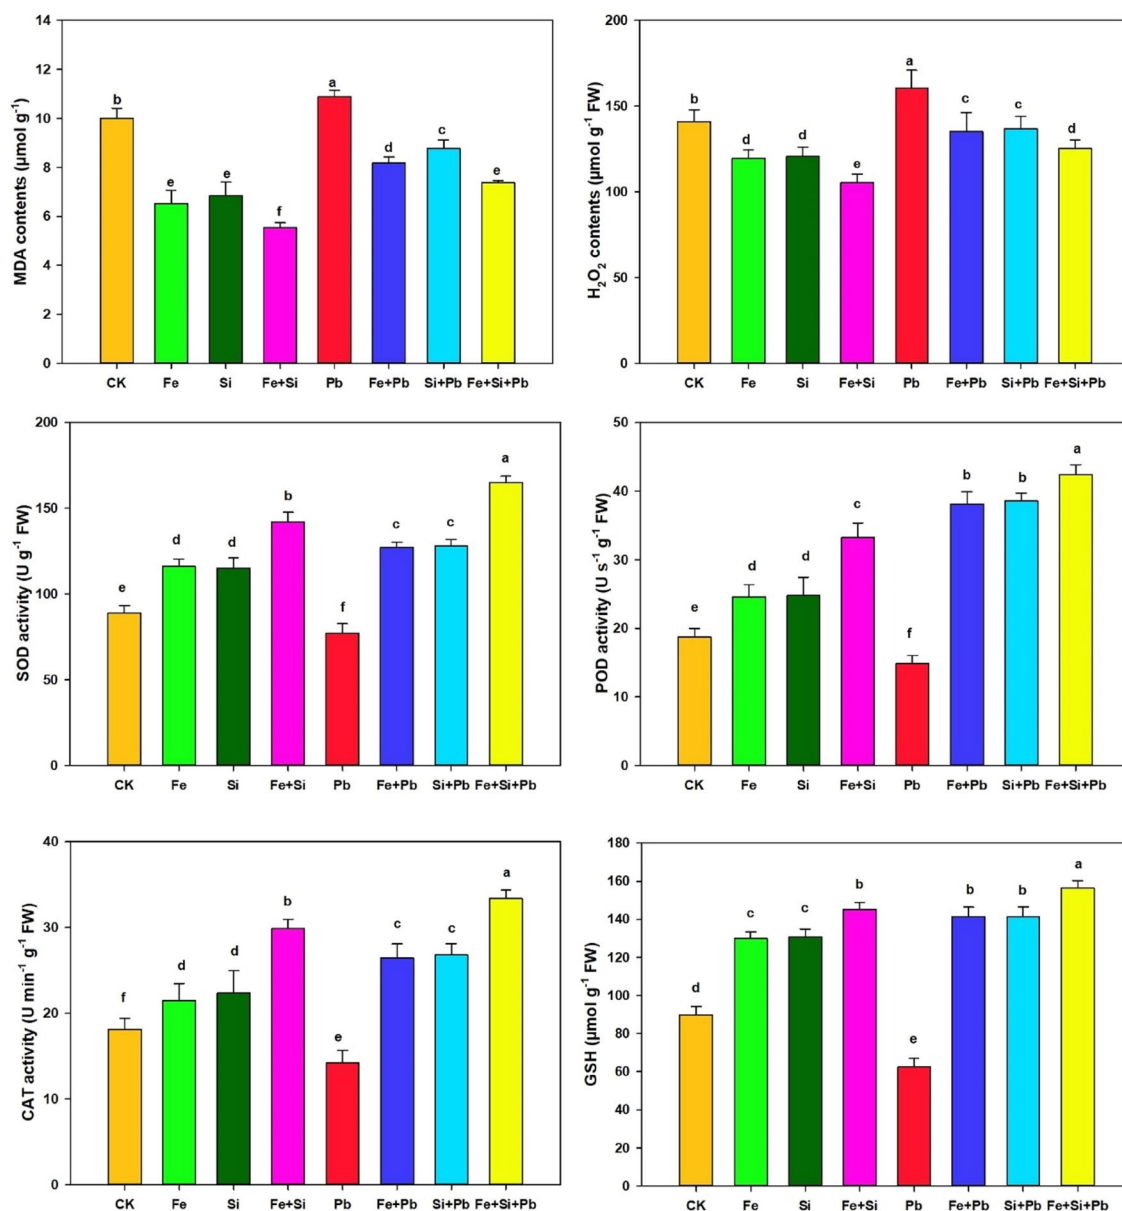 MDA contents (µmol g⁻¹)
14
12
10
8
6
4
2
0
b
e
e
f
a
d
c
e
CK Fe Si Fe+Si Pb Fe+Pb Si+Pb Fe+Si+Pb
H₂O₂ contents (µmol g⁻¹ FW)
200
150
100
50
0
b
d
d
e
a
c
c
d
CK Fe Si Fe+Si Pb Fe+Pb Si+Pb Fe+Si+Pb
SOD activity (U g⁻¹ FW)
200
150
100
50
0
e
d
d
b
f
c
c
a
CK Fe Si Fe+Si Pb Fe+Pb Si+Pb Fe+Si+Pb
POD activity (U s⁻¹ g⁻¹ FW)
50
40
30
20
10
0
e
d
d
c
f
b
b
a
CK Fe Si Fe+Si Pb Fe+Pb Si+Pb Fe+Si+Pb
CAT activity (U min⁻¹ g⁻¹ FW)
40
30
20
10
0
f
d
d
b
e
c
c
a
CK Fe Si Fe+Si Pb Fe+Pb Si+Pb Fe+Si+Pb
GSH (µmol g⁻¹ FW)
180
160
140
120
100
80
60
40
20
0
d
c
c
b
e
b
b
a
CK Fe Si Fe+Si Pb Fe+Pb Si+Pb Fe+Si+Pb